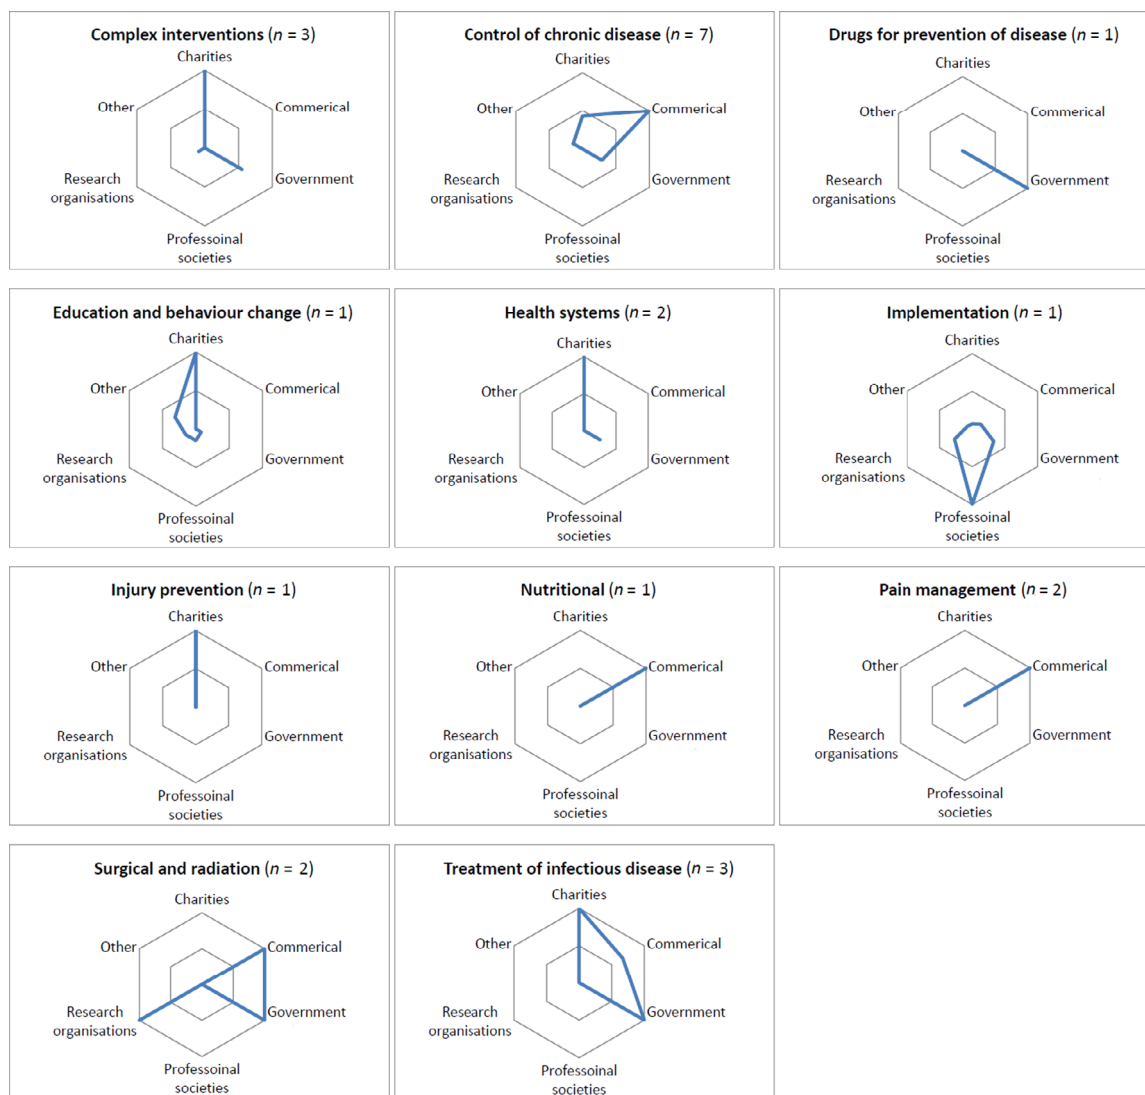 Complex interventions (n = 3)
Charities
Other
Commerical
Research
organisations
Government
Professoinal
societies
Control of chronic disease (n = 7)
Charities
Other
Commerical
Research
organisations
Government
Professoinal
societies
Drugs for prevention of disease (n = 1)
Charities
Other
Commerical
Research
organisations
Government
Professoinal
societies
Education and behaviour change (n = 1)
Charities
Other
Commerical
Research
organisations
Government
Professoinal
societies
Health systems (n = 2)
Charities
Other
Commerical
Research
organisations
Government
Professoinal
societies
Implementation (n = 1)
Charities
Other
Commerical
Research
organisations
Government
Professoinal
societies
Injury prevention (n = 1)
Charities
Other
Commerical
Research
organisations
Government
Professoinal
societies
Nutritional (n = 1)
Charities
Other
Commerical
Research
organisations
Government
Professoinal
societies
Pain management (n = 2)
Charities
Other
Commerical
Research
organisations
Government
Professoinal
societies
Surgical and radiation (n = 2)
Charities
Other
Commerical
Research
organisations
Government
Professoinal
societies
Treatment of infectious disease (n = 3)
Charities
Other
Commerical
Research
organisations
Government
Professoinal
societies